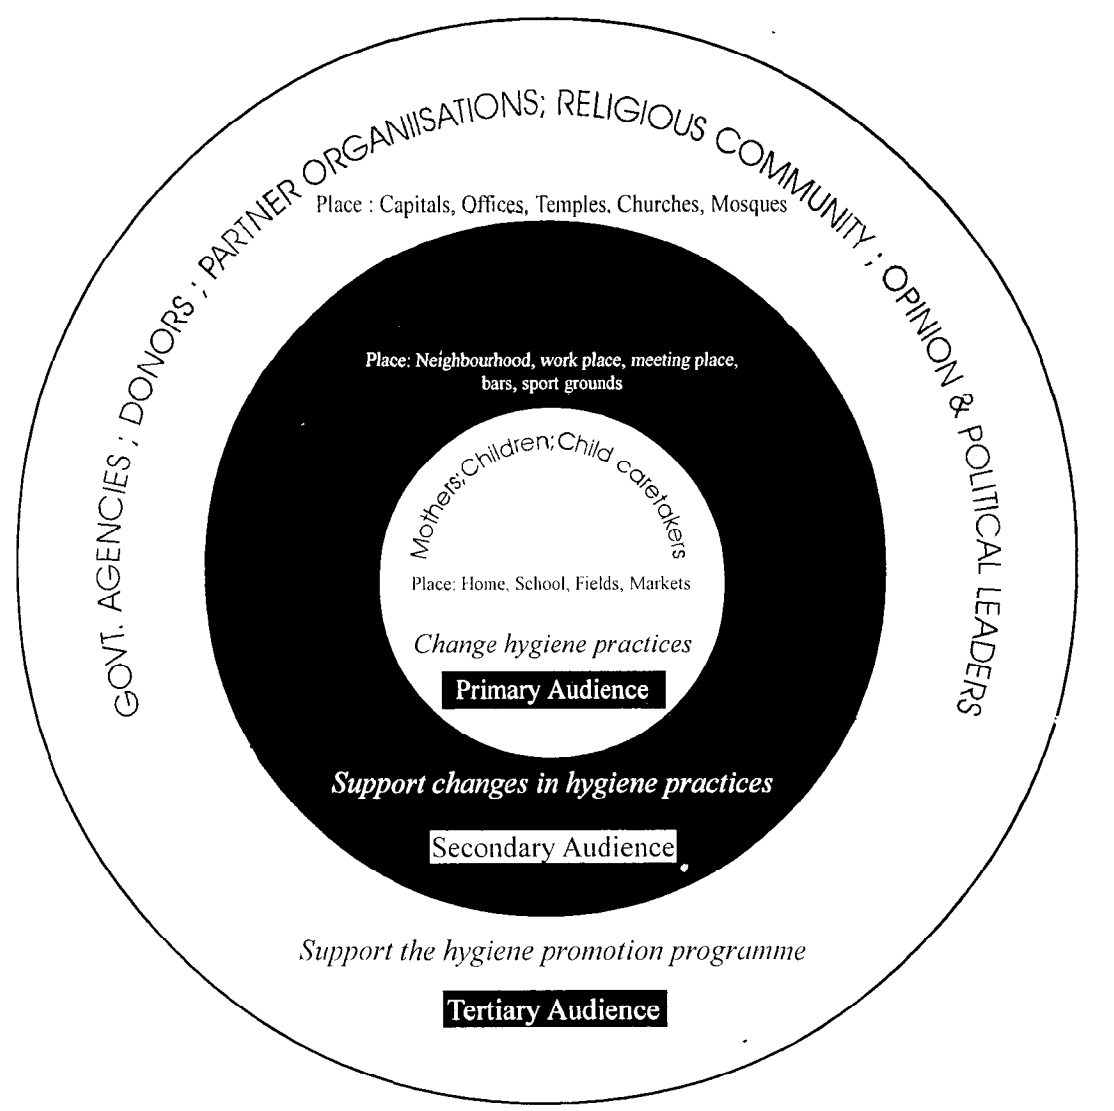 GOVT. AGENCIES ; DONORS ; PARTNER ORGANIISATIONS; RELIGIOUS COMMUNITY ; OPINION & POLITICAL LEADERS
Place : Capitals, Offices, Temples, Churches, Mosques
Place: Neighbourhood, work place, meeting place,
bars, sport grounds
Mothers;Children;Child caretakers
Place: Home, School, Fields, Markets
Change hygiene practices
Primary Audience
Support changes in hygiene practices
Secondary Audience
Support the hygiene promotion programme
Tertiary Audience